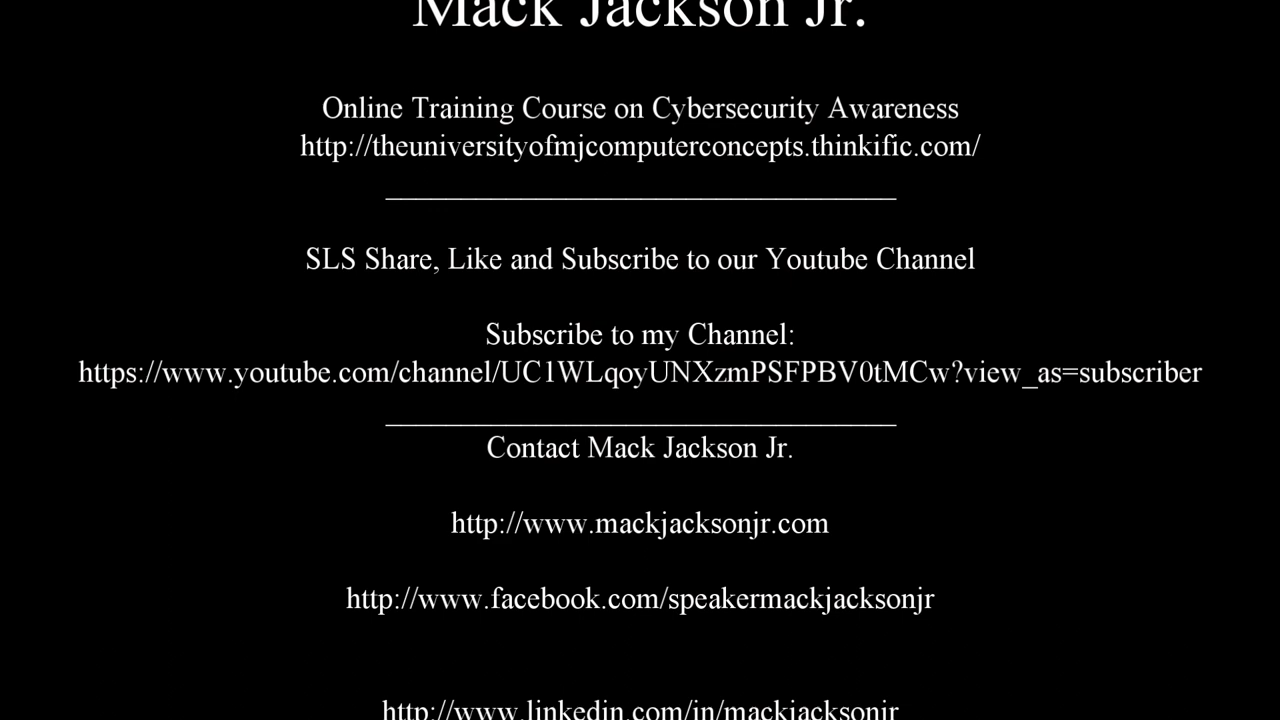 Mack Jackson Jr.
Online Training Course on Cybersecurity Awareness
http://theuniversityofmjcomputerconcepts.thinkific.com/
__________________________________
SLS Share, Like and Subscribe to our Youtube Channel
Subscribe to my Channel:
https://www.youtube.com/channel/UC1WLqoyUNXzmPSFPBV0tMCw?view_as=subscriber
__________________________________
Contact Mack Jackson Jr.
http://www.mackjacksonjr.com
http://www.facebook.com/speakermackjacksonjr
http://www.linkedin.com/in/mackjacksonjr